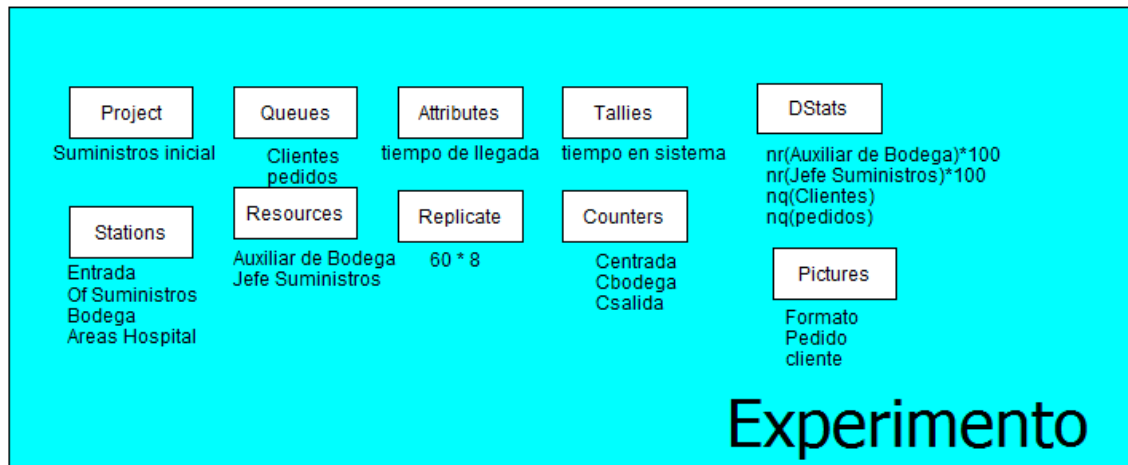 Project
Suministros inicial
Queues
Clientes
pedidos
Attributes
tiempo de llegada
Tallies
tiempo en sistema
DStats
nr(Auxiliar de Bodega)*100
nr(Jefe Suministros)*100
nq(Clientes)
nq(pedidos)
Stations
Entrada
Of Suministros
Bodega
Areas Hospital
Resources
Auxiliar de Bodega
Jefe Suministros
Replicate
60 * 8
Counters
Centrada
Cbodega
Csalida
Pictures
Formato
Pedido
cliente
Experimento